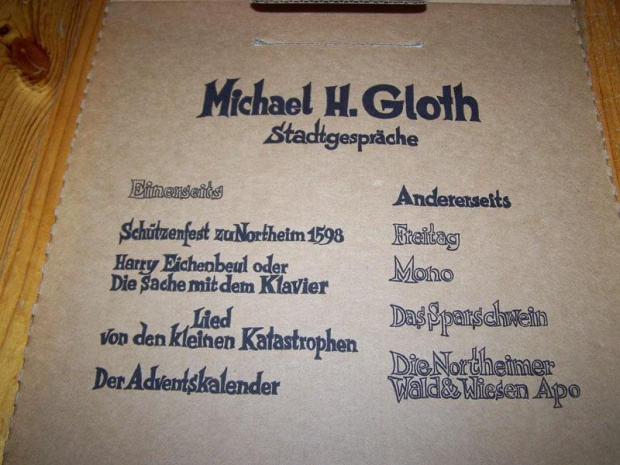 Michael H. Gloth
Stadtgespräche
Einerseits
Schützenfest zu Northeim 1598
Harry Eichenbeul oder
Die Sache mit dem Klavier
Lied
von den kleinen Katastrophen
Der Adventskalender
Andererseits
Freitag
Mono
Das Sparschwein
Die Northeimer
Wald & Wiesen Apo